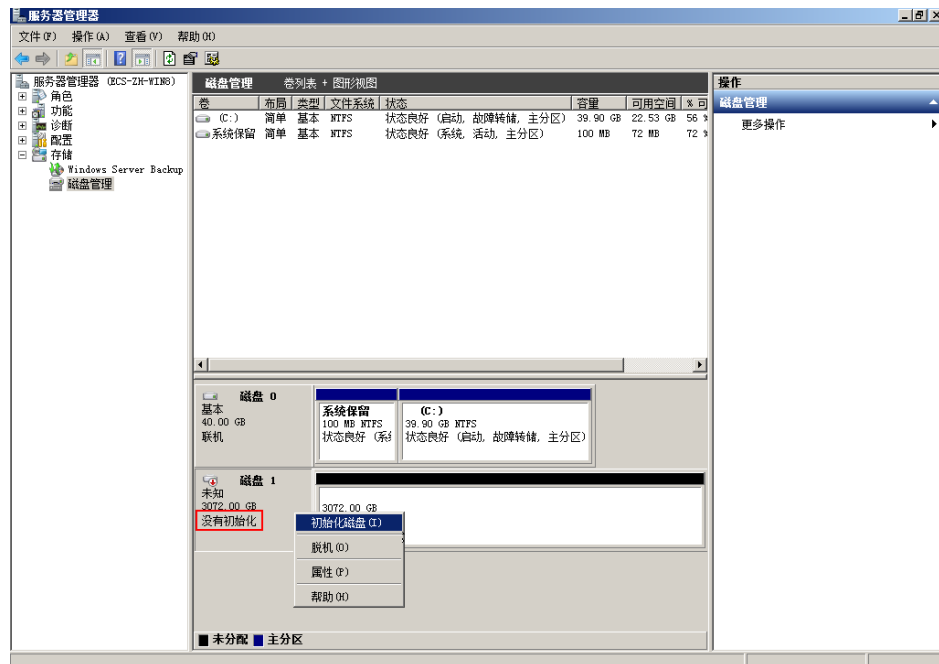 服务器管理器
文件(F) 操作(A) 查看(V) 帮助(H)
服务器管理器 (ECS-ZH-WIN8)
角色
功能
诊断
配置
存储
Windows Server Backup
磁盘管理
磁盘管理 卷列表 + 图形视图
卷 布局 类型 文件系统 状态 容量 可用空间 % 可
(C:) 简单 基本 NTFS 状态良好 (启动, 故障转储, 主分区) 39.90 GB 22.53 GB 56 %
系统保留 简单 基本 NTFS 状态良好 (系统, 活动, 主分区) 100 MB 72 MB 72 %
磁盘 0
基本
40.00 GB
联机
系统保留
100 MB NTFS
状态良好 (系
(C:)
39.90 GB NTFS
状态良好 (启动, 故障转储, 主分区)
磁盘 1
未知
3072.00 GB
没有初始化
3072.00 GB
初始化磁盘(I)
脱机(O)
属性(P)
帮助(H)
未分配 主分区
操作
磁盘管理
更多操作